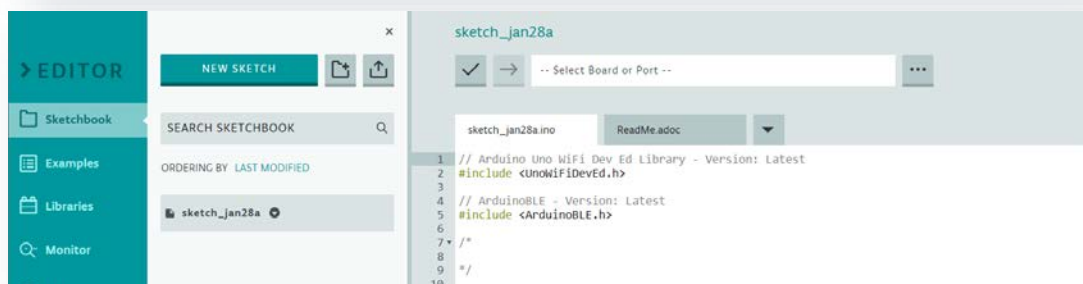 EDITOR
Sketchbook
Examples
Libraries
Monitor
×
NEW SKETCH
SEARCH SKETCHBOOK
ORDERING BY LAST MODIFIED
sketch_jan28a
sketch_jan28a
-- Select Board or Port --
sketch_jan28a.ino
ReadMe.adoc
1 // Arduino Uno WiFi Dev Ed Library - Version: Latest
2 #include <UnoWiFiDevEd.h>
3
4 // ArduinoBLE - Version: Latest
5 #include <ArduinoBLE.h>
6
7 /*
8
9 */
10